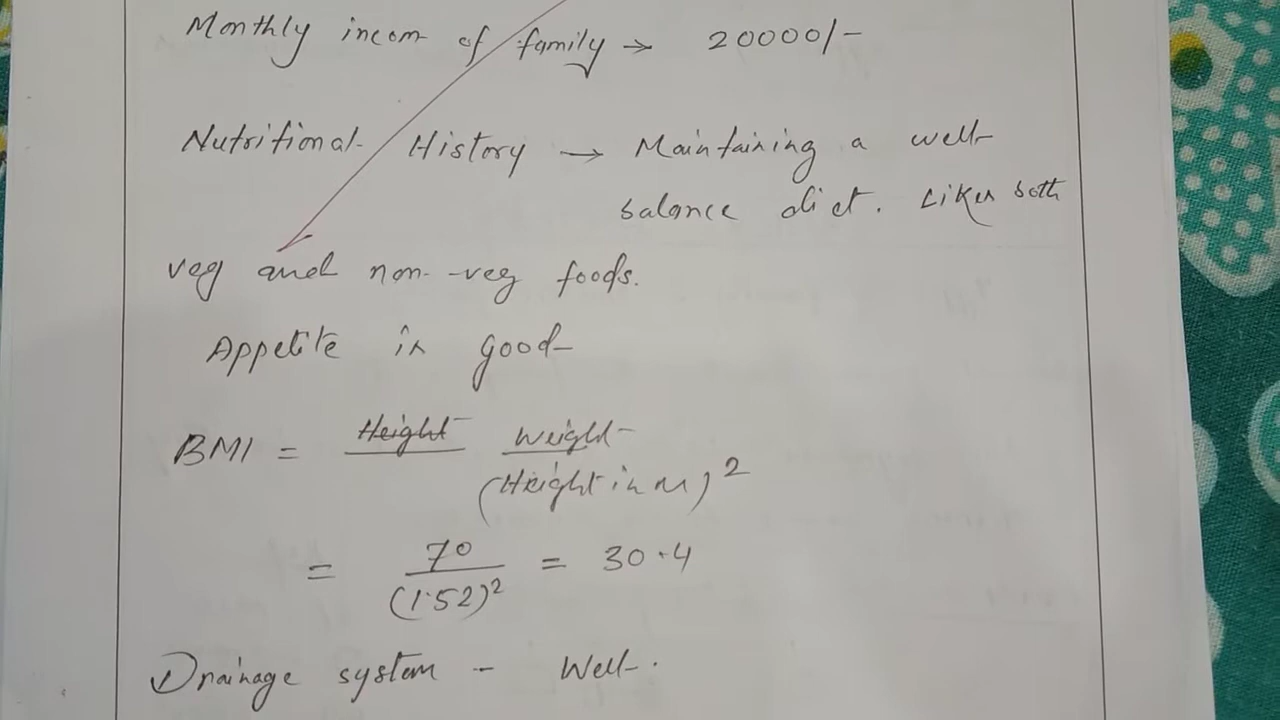 Monthly incom of family → 20000/-
Nutritional History → Maintaining a well
balance diet. Likes both
veg and non-veg foods.
Appetite is good
BMI = Height Weight
(Height in m)2
= 70 = 30.4
(1.52)2
Drainage system - Well.